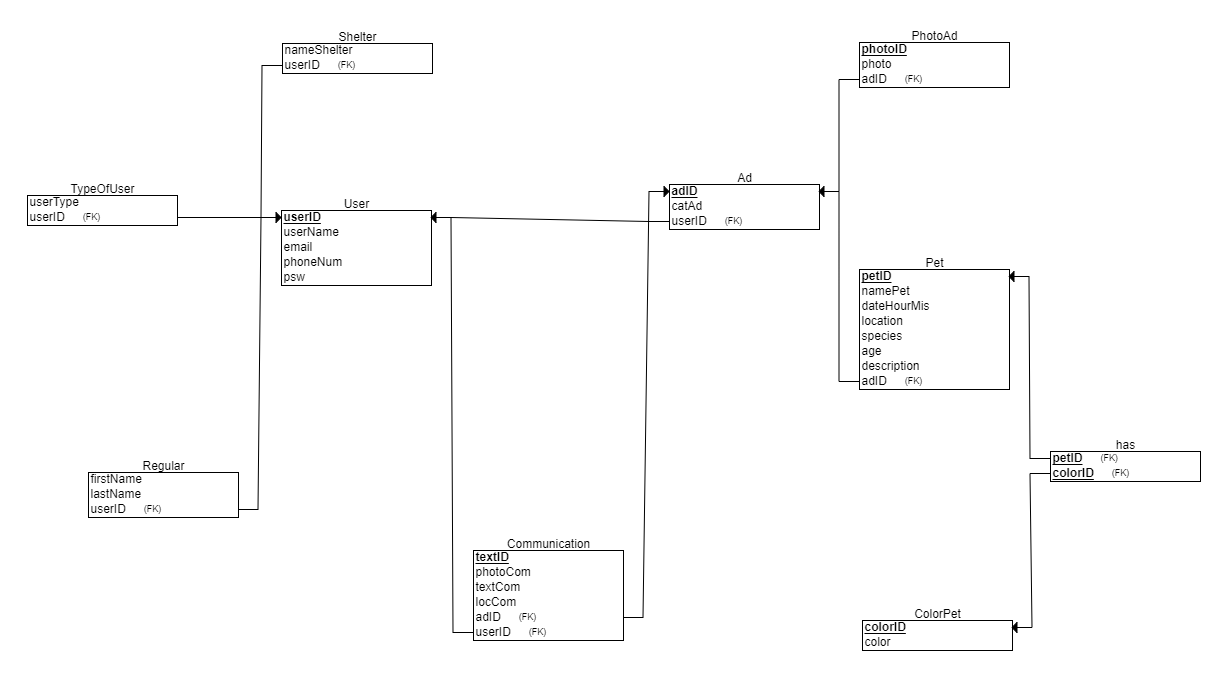 Shelter
nameShelter
userID (FK)
PhotoAd
photoID
photo
adID (FK)
TypeOfUser
userType
userID (FK)
User
userID
userName
email
phoneNum
psw
Ad
adID
catAd
userID (FK)
Pet
petID
namePet
dateHourMis
location
species
age
description
adID (FK)
has
petID (FK)
colorID (FK)
Regular
firstName
lastName
userID (FK)
Communication
textID
photoCom
textCom
locCom
adID (FK)
userID (FK)
ColorPet
colorID
color